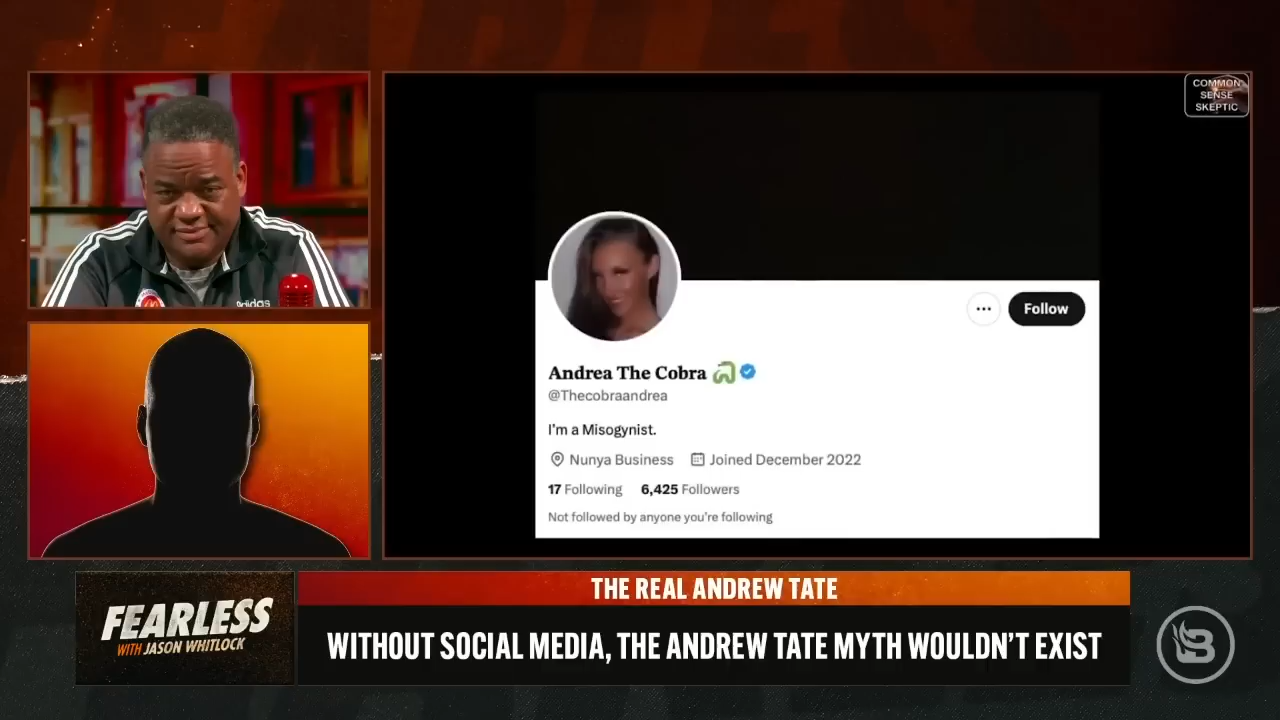 COMMON
SENSE
SKEPTIC
adidas
Follow
Andrea The Cobra
@Thecobraandrea
I'm a Misogynist.
Nunya Business Joined December 2022
17 Following 6,425 Followers
Not followed by anyone you're following
THE REAL ANDREW TATE
FEARLESS
WITH JASON WHITLOCK
WITHOUT SOCIAL MEDIA, THE ANDREW TATE MYTH WOULDN'T EXIST
B